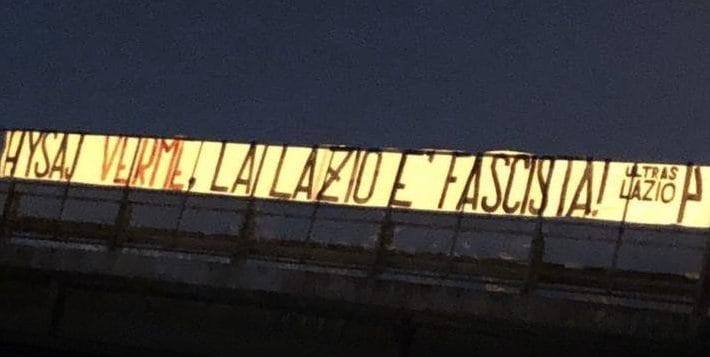 HYSAJ VERME, LA LAZIO E' FASCISTA!
ULTRAS
LAZIO